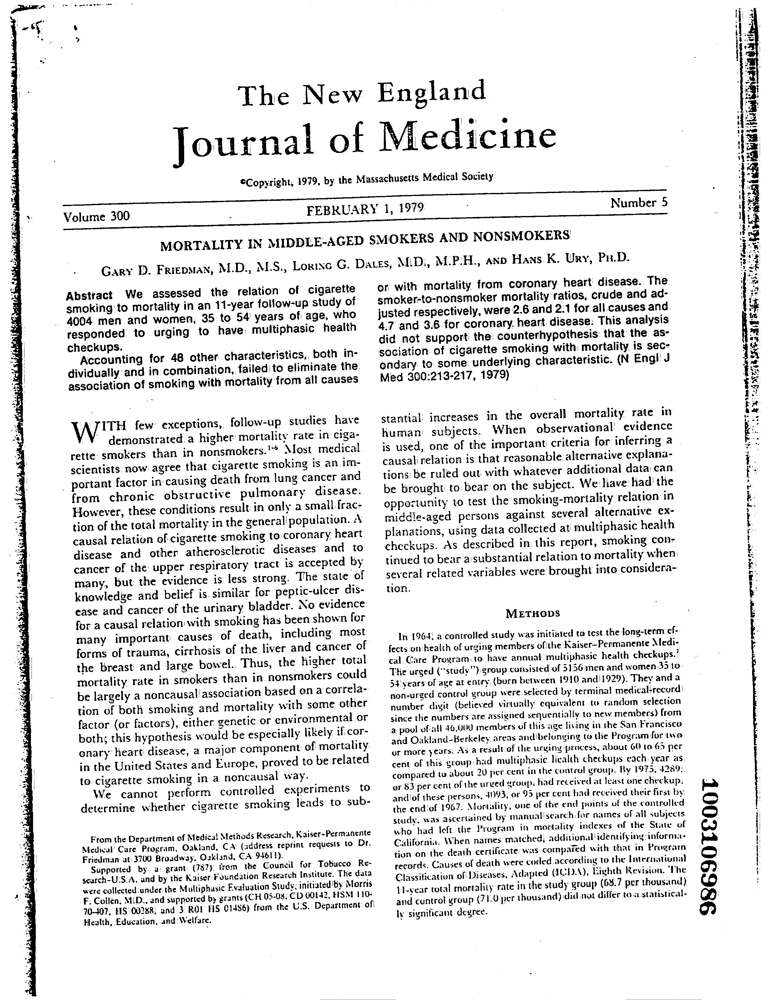 The New England
Journal of Medicine
©Copyright, 1979, by the Massachusetts Medical Society
Volume 300
FEBRUARY 1, 1979
Number 5
MORTALITY IN MIDDLE-AGED SMOKERS AND NONSMOKERS
GARY D. FRIEDMAN, M.D., M.S., LORING G. DALES, M.D., M.P.H., AND HANS K. URY, PH.D.
Abstract We assessed the relation of cigarette
smoking to mortality in an 11-year follow-up study of
4004 men and women, 35 to 54 years of age, who
responded to urging to have multiphasic health
checkups.
Accounting for 48 other characteristics, both in-
dividually and in combination, failed to eliminate the
association of smoking with mortality from all causes
or with mortality from coronary heart disease. The
smoker-to-nonsmoker mortality ratios, crude and ad-
justed respectively, were 2.6 and 2.1 for all causes and
4.7 and 3.6 for coronary heart disease. This analysis
did not support the counterhypothesis that the as-
sociation of cigarette smoking with mortality is sec-
ondary to some underlying characteristic. (N Engl J
Med 300:213-217, 1979)
WITH few exceptions, follow-up studies have
demonstrated a higher mortality rate in ciga-
rette smokers than in nonsmokers.¹⁻⁶ Most medical
scientists now agree that cigarette smoking is an im-
portant factor in causing death from lung cancer and
from chronic obstructive pulmonary disease.
However, these conditions result in only a small frac-
tion of the total mortality in the general population. A
causal relation of cigarette smoking to coronary heart
disease and other atherosclerotic diseases and to
cancer of the upper respiratory tract is accepted by
many, but the evidence is less strong. The state of
knowledge and belief is similar for peptic-ulcer dis-
ease and cancer of the urinary bladder. No evidence
for a causal relation with smoking has been shown for
many important causes of death, including most
forms of trauma, cirrhosis of the liver and cancer of
the breast and large bowel. Thus, the higher total
mortality rate in smokers than in nonsmokers could
be largely a noncausal association based on a correla-
tion of both smoking and mortality with some other
factor (or factors), either genetic or environmental or
both; this hypothesis would be especially likely if cor-
onary heart disease, a major component of mortality
in the United States and Europe, proved to be related
to cigarette smoking in a noncausal way.
We cannot perform controlled experiments to
determine whether cigarette smoking leads to sub-
From the Department of Medical Methods Research, Kaiser-Permanente
Medical Care Program, Oakland, CA (address reprint requests to Dr.
Friedman at 3700 Broadway, Oakland, CA 94611).
Supported by a grant (787) from the Council for Tobacco Re-
search-U.S.A. and by the Kaiser Foundation Research Institute. The data
were collected under the Multiphasic Evaluation Study, initiated by Morris
F. Collen, M.D., and supported by grants (CH 05-08, CD 00142, HSM 110-
70-407, HS 00288, and 3 R01 HS 01486) from the U.S. Department of
Health, Education, and Welfare.
stantial increases in the overall mortality rate in
human subjects. When observational evidence
is used, one of the important criteria for inferring a
causal relation is that reasonable alternative explana-
tions be ruled out with whatever additional data can
be brought to bear on the subject. We have had the
opportunity to test the smoking-mortality relation in
middle-aged persons against several alternative ex-
planations, using data collected at multiphasic health
checkups. As described in this report, smoking con-
tinued to bear a substantial relation to mortality when
several related variables were brought into considera-
tion.
METHODS
In 1964, a controlled study was initiated to test the long-term ef-
fects on health of urging members of the Kaiser-Permanente Medi-
cal Care Program to have annual multiphasic health checkups.⁷
The urged ("study") group consisted of 5156 men and women 35 to
54 years of age at entry (born between 1910 and 1929). They and a
non-urged control group were selected by terminal medical-record
number digit (believed virtually equivalent to random selection
since the numbers are assigned sequentially to new members) from
a pool of all 46,000 members of this age living in the San Francisco
and Oakland-Berkeley areas and belonging to the Program for two
or more years. As a result of the urging process, about 60 to 65 per
cent of this group had multiphasic health checkups each year as
compared to about 20 per cent in the control group. By 1975, 4289,
or 83 per cent of the urged group, had received at least one checkup,
and of these persons, 4093, or 95 per cent had received their first by
the end of 1967. Mortality, one of the end points of the controlled
study, was ascertained by manual search for names of all subjects
who had left the Program in mortality indexes of the State of
California. When names matched, additional identifying informa-
tion on the death certificate was compared with that in Program
records. Causes of death were coded according to the International
Classification of Diseases, Adapted (ICDA), Eighth Revision. The
11-year total mortality rate in the study group (68.7 per thousand)
and control group (71.0 per thousand) did not differ to a statistical-
ly significant degree.
1003106986